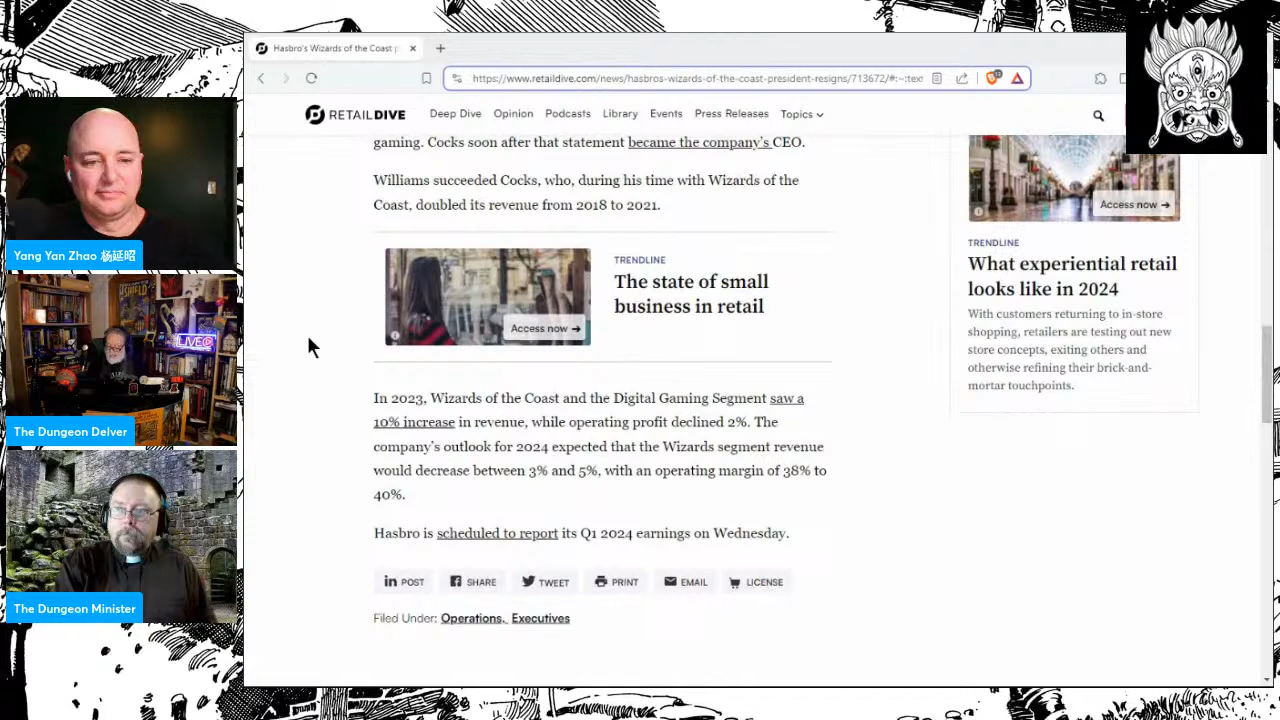 Hasbro's Wizards of the Coast p
https://www.retaildive.com/news/hasbros-wizards-of-the-coast-president-resigns/713672/#:~:text
RETAILDIVE
Deep Dive Opinion Podcasts Library Events Press Releases Topics
gaming. Cocks soon after that statement became the company's CEO.
Williams succeeded Cocks, who, during his time with Wizards of the
Coast, doubled its revenue from 2018 to 2021.
Access now →
TRENDLINE
The state of small
business in retail
In 2023, Wizards of the Coast and the Digital Gaming Segment saw a
10% increase in revenue, while operating profit declined 2%. The
company's outlook for 2024 expected that the Wizards segment revenue
would decrease between 3% and 5%, with an operating margin of 38% to
40%.
Hasbro is scheduled to report its Q1 2024 earnings on Wednesday.
POST SHARE TWEET PRINT EMAIL LICENSE
Filed Under: Operations, Executives
Access now →
TRENDLINE
What experiential retail
looks like in 2024
With customers returning to in-store
shopping, retailers are testing out new
store concepts, exiting others and
otherwise refining their brick-and-
mortar touchpoints.
Yang Yan Zhao 杨延昭
LIVE
The Dungeon Delver
The Dungeon Minister